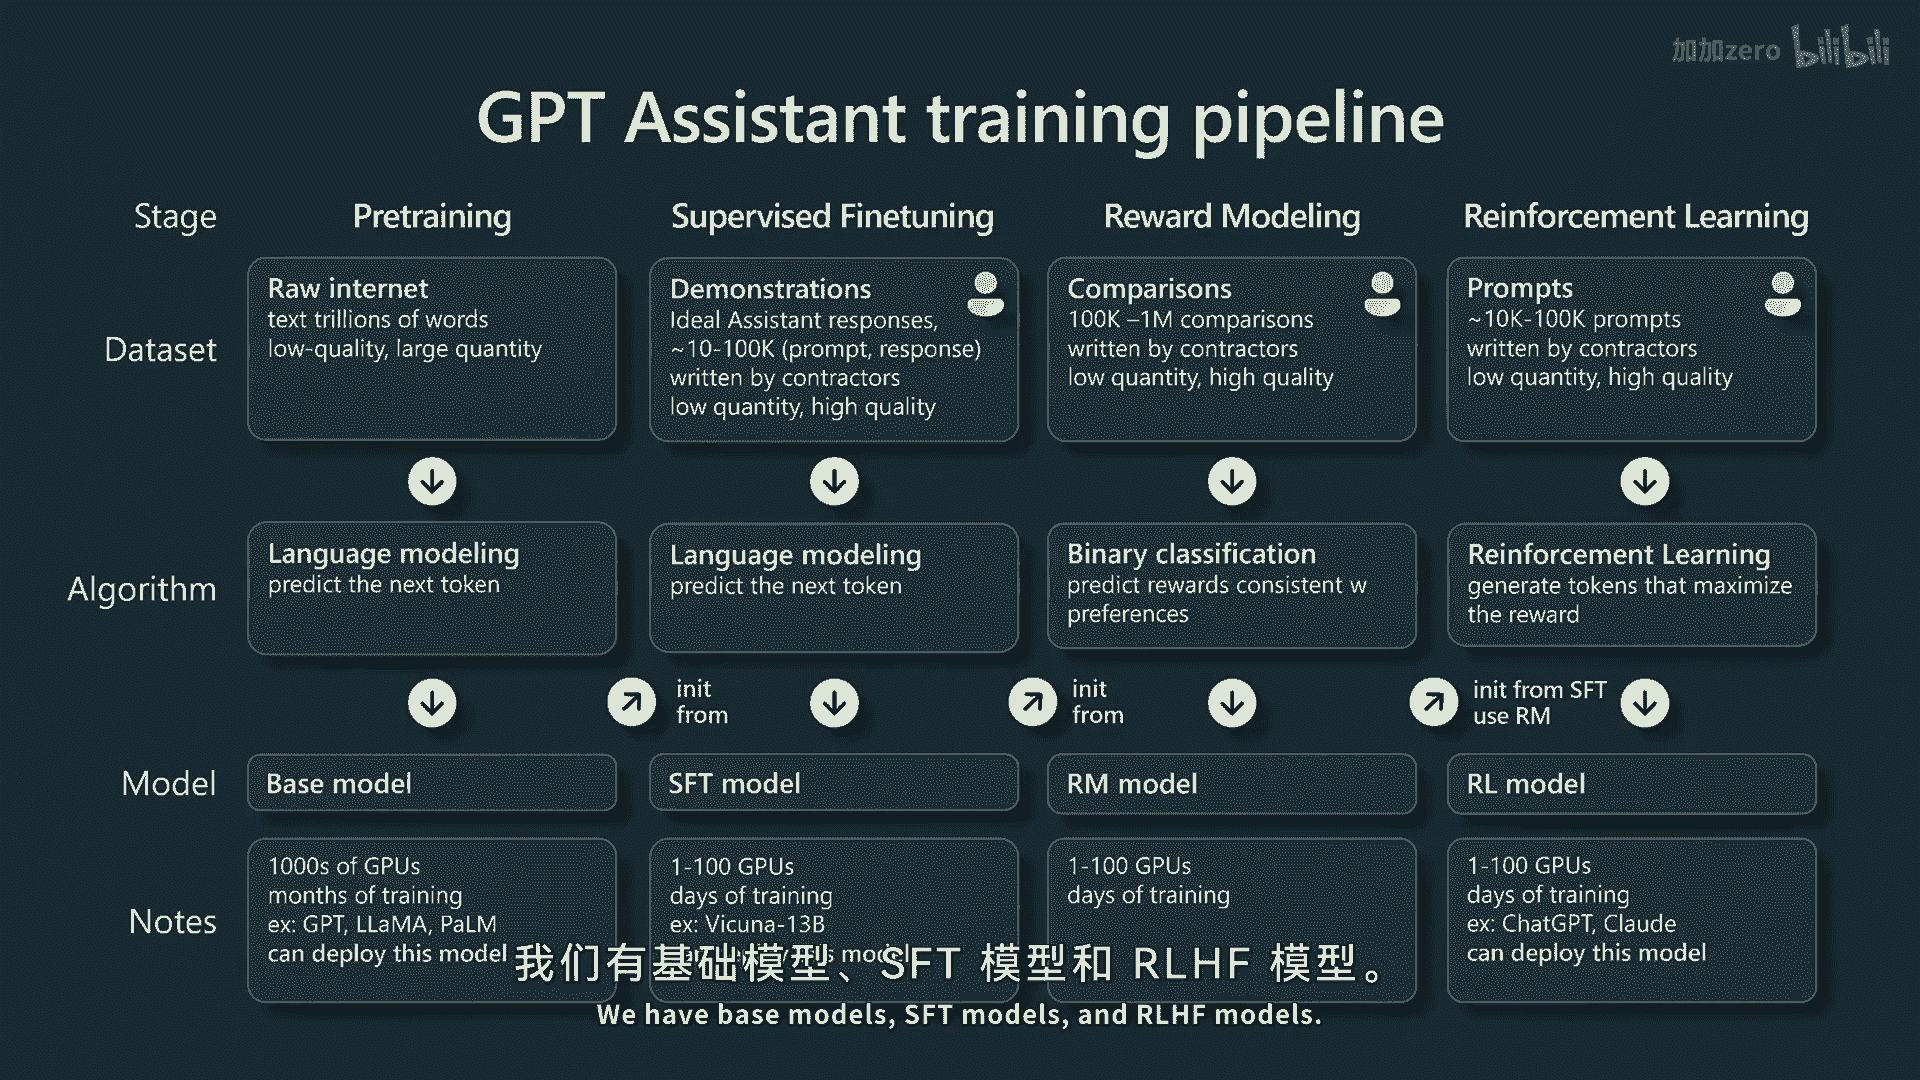 加加zero bilibili
GPT Assistant training pipeline
Stage
Pretraining
Supervised Finetuning
Reward Modeling
Reinforcement Learning
Dataset
Raw internet
text trillions of words
low-quality, large quantity
Demonstrations
Ideal Assistant responses,
~10-100K (prompt, response)
written by contractors
low quantity, high quality
Comparisons
100K –1M comparisons
written by contractors
low quantity, high quality
Prompts
~10K-100K prompts
written by contractors
low quantity, high quality
Algorithm
Language modeling
predict the next token
Language modeling
predict the next token
Binary classification
predict rewards consistent w
preferences
Reinforcement Learning
generate tokens that maximize
the reward
init
from
init
from
init from SFT
use RM
Model
Base model
SFT model
RM model
RL model
Notes
1000s of GPUs
months of training
ex: GPT, LLaMA, PaLM
can deploy this model
1-100 GPUs
days of training
ex: Vicuna-13B
1-100 GPUs
days of training
1-100 GPUs
days of training
ex: ChatGPT, Claude
can deploy this model
我们有基础模型、SFT 模型和 RLHF 模型。
We have base models, SFT models, and RLHF models.